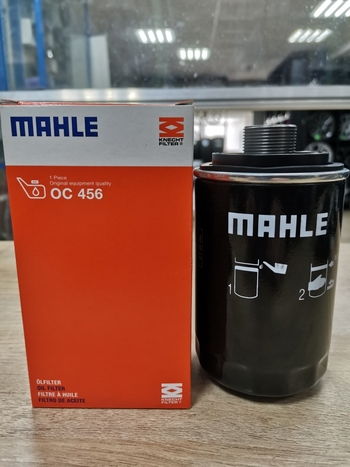 MAHLE
KNECHT
FILTER®
1 Piece
Original equipment quality
OC 456
ÖLFILTER
OIL FILTER
FILTRE À HUILE
FILTRO DE ACEITE
KNECHT
FILTER®
MAHLE
1
2